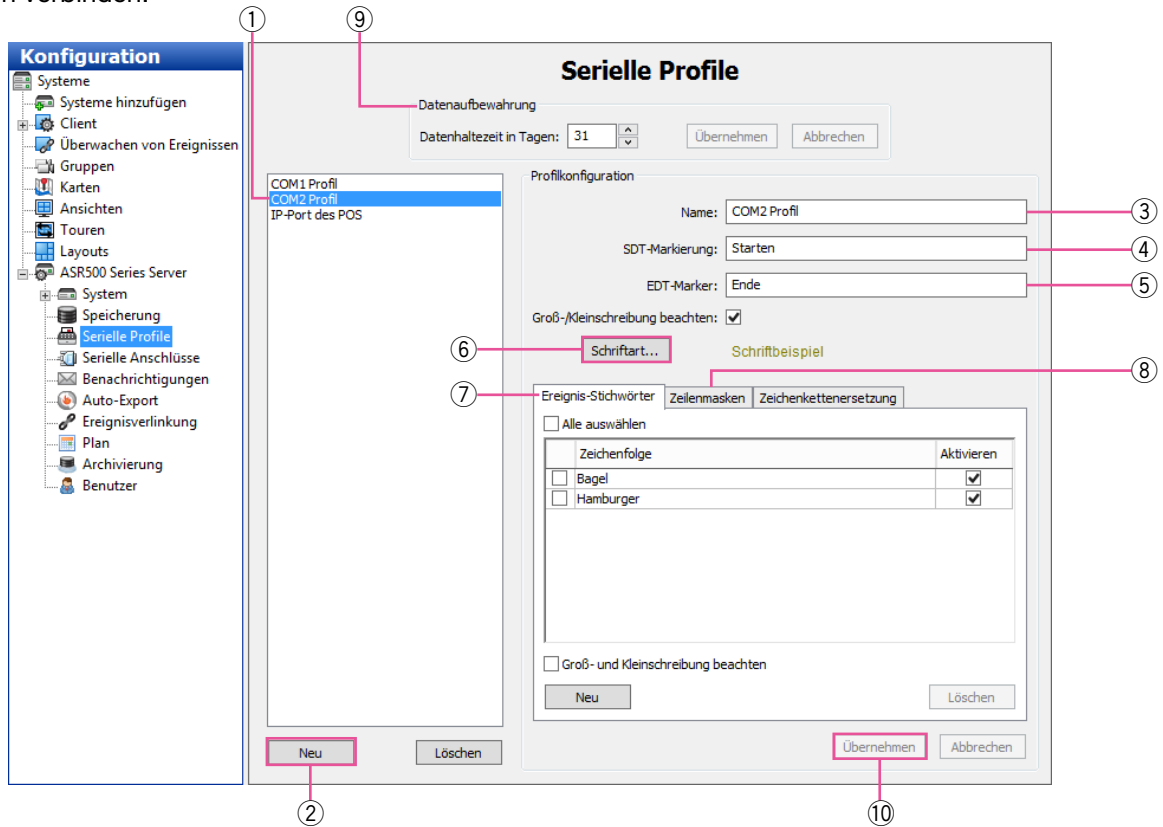 n verbinden.
① ⑨
Konfiguration
Systeme
Systeme hinzufügen
Client
Überwachen von Ereignissen
Gruppen
Karten
Ansichten
Touren
Layouts
ASR500 Series Server
System
Speicherung
Serielle Profile
Serielle Anschlüsse
Benachrichtigungen
Auto-Export
Ereignisverlinkung
Plan
Archivierung
Benutzer
Serielle Profile
Datenaufbewahrung
Datenhaltezeit in Tagen: 31 Übernehmen Abbrechen
COM1 Profil
COM2 Profil
IP-Port des POS
Neu Löschen
②
Profilkonfiguration
Name: COM2 Profil ③
SDT-Markierung: Starten ④
EDT-Marker: Ende ⑤
Groß-/Kleinschreibung beachten:
⑥ Schriftart... Schriftbeispiel
⑧
⑦ Ereignis-Stichwörter Zeilenmasken Zeichenkettenersetzung
Alle auswählen
Zeichenfolge Aktivieren
Bagel
Hamburger
Groß- und Kleinschreibung beachten
Neu Löschen
Übernehmen Abbrechen
⑩